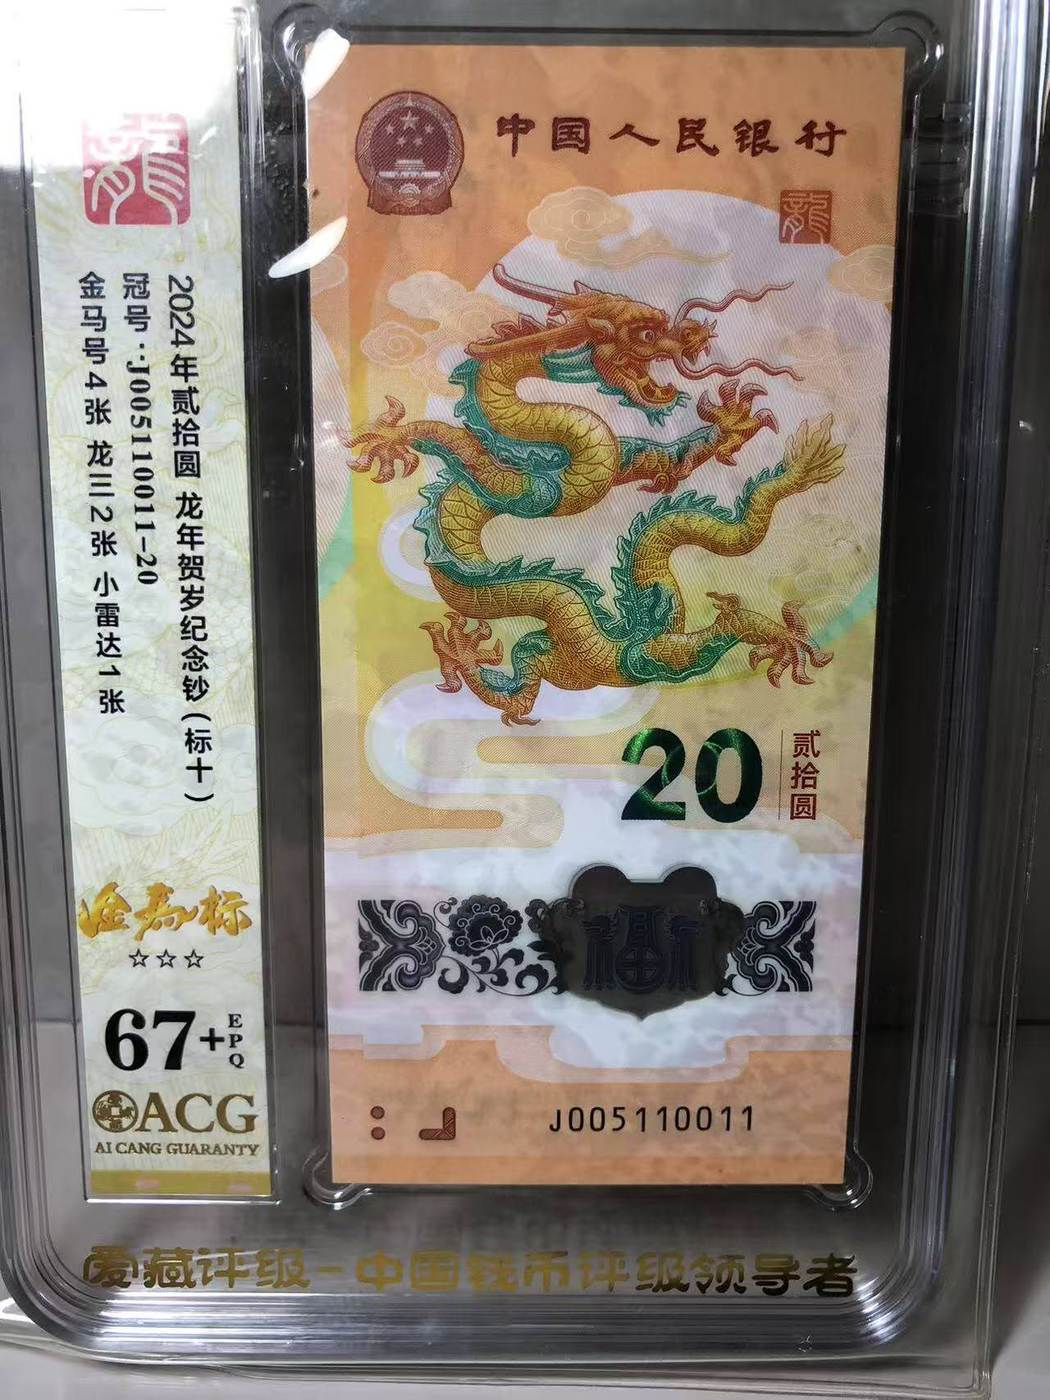 龍
2024年贰拾圆 龙年贺岁纪念钞(标十)
冠号:J005110011-20
金马号4张 龙三2张 小雷达1张
金马标
☆☆☆
67+EPQ
ACG
AI CANG GUARANTY
中国人民银行
龍
20
贰拾圆
福
J005110011
爱藏评级-中国钱币评级领导者